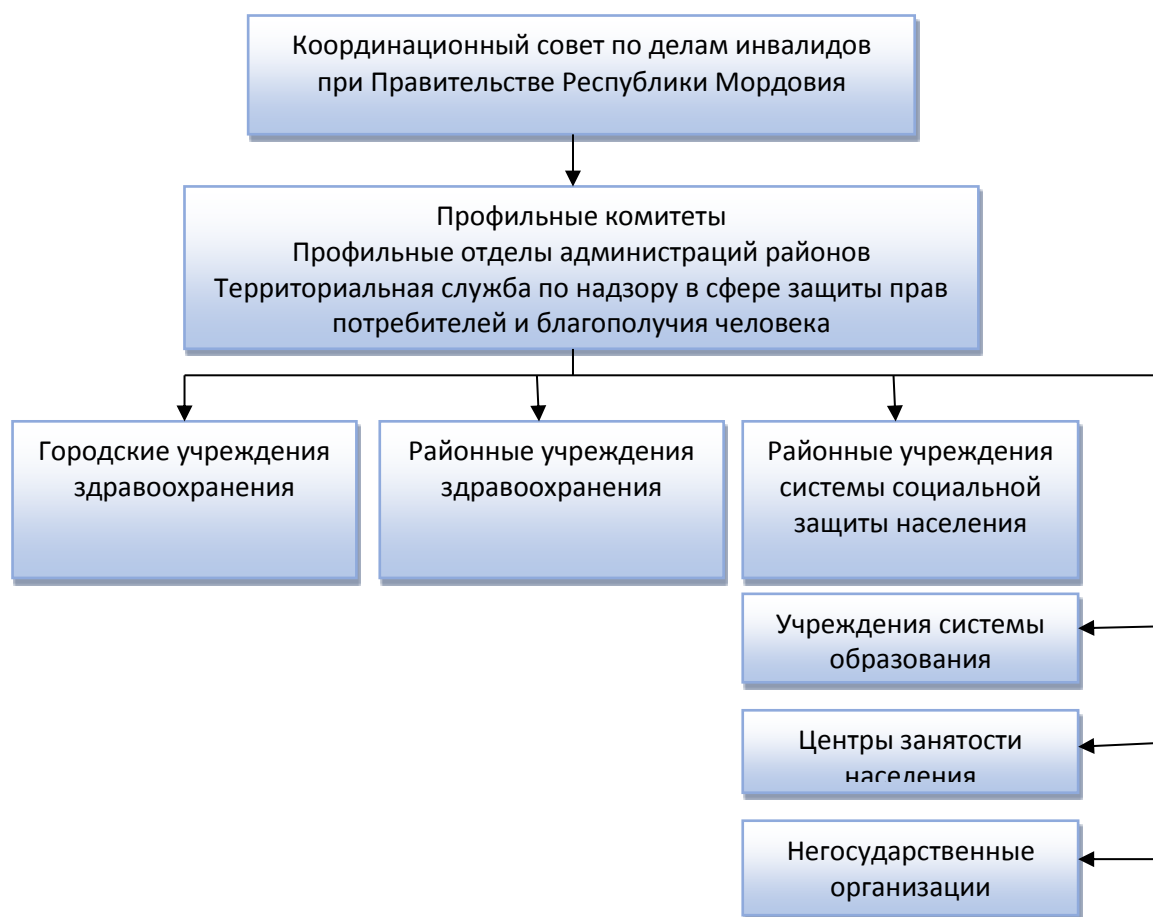 Координационный совет по делам инвалидов
при Правительстве Республики Мордовия
Профильные комитеты
Профильные отделы администраций районов
Территориальная служба по надзору в сфере защиты прав
потребителей и благополучия человека
Городские учреждения
здравоохранения
Районные учреждения
здравоохранения
Районные учреждения
системы социальной
защиты населения
Учреждения системы
образования
Центры занятости
населения
Негосударственные
организации